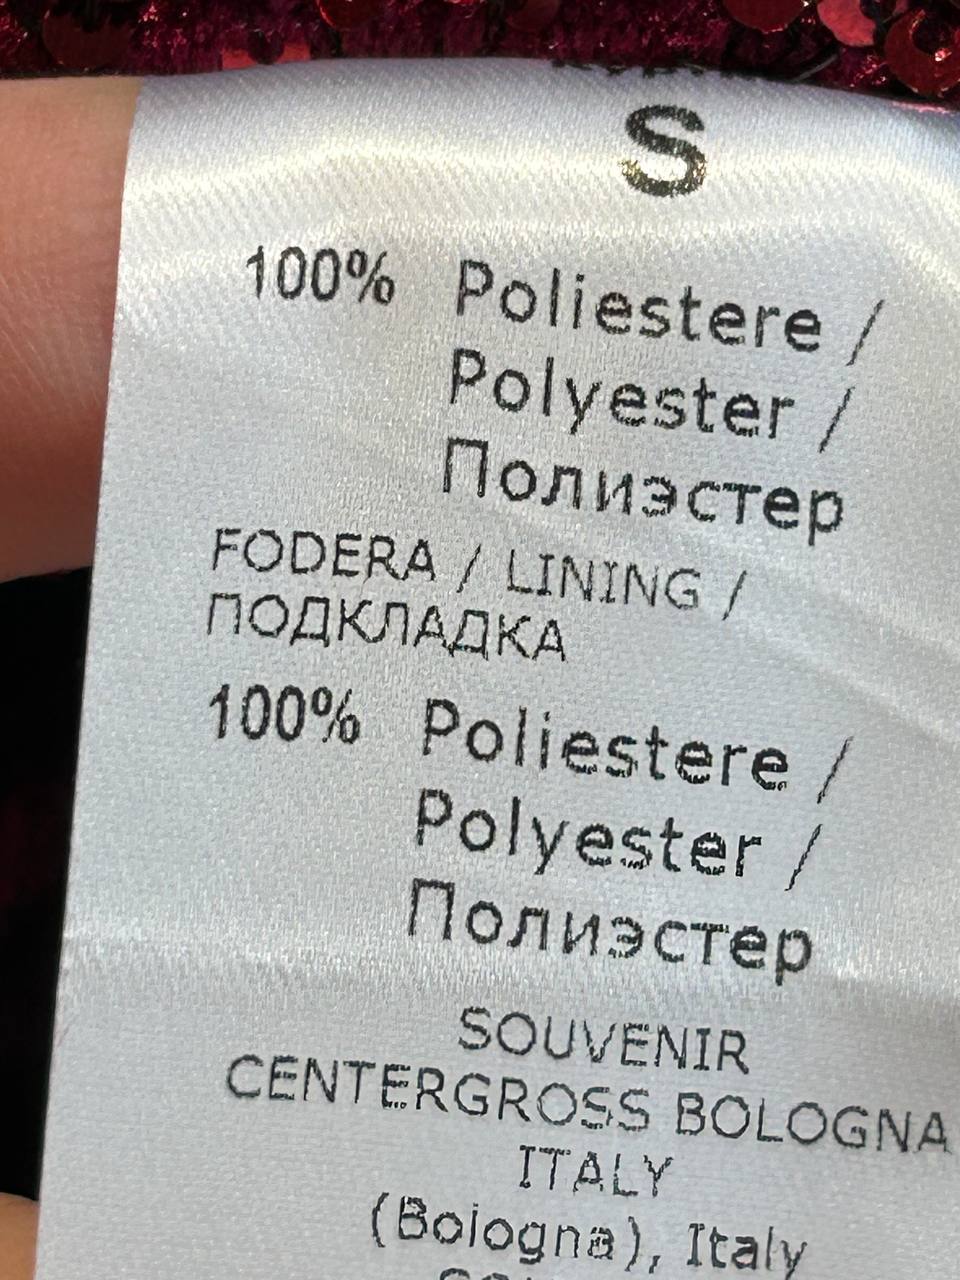 S
100% Poliestere /
Polyester /
Полиэстер
FODERA / LINING /
ПОДКЛАДКА
100% Poliestere /
Polyester /
Полиэстер
SOUVENIR
CENTERGROSS BOLOGNA
ITALY
(Bologna), Italy